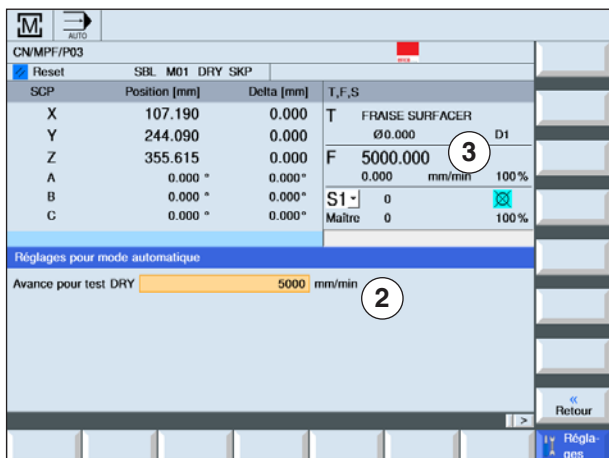 M AUTO
CN/MPF/P03
Reset SBL M01 DRY SKP
SCP Position [mm] Delta [mm] T,F,S
X 107.190 0.000 T FRAISE SURFACER
Y 244.090 0.000 Ø0.000 D1
Z 355.615 0.000 F 5000.000 3
A 0.000 ° 0.000° 0.000 mm/min 100%
B 0.000 ° 0.000° S1 0
C 0.000 ° 0.000° Maître 0 100%
Réglages pour mode automatique
Avance pour test DRY 5000 mm/min 2
«
Retour
>
Régla-
ges